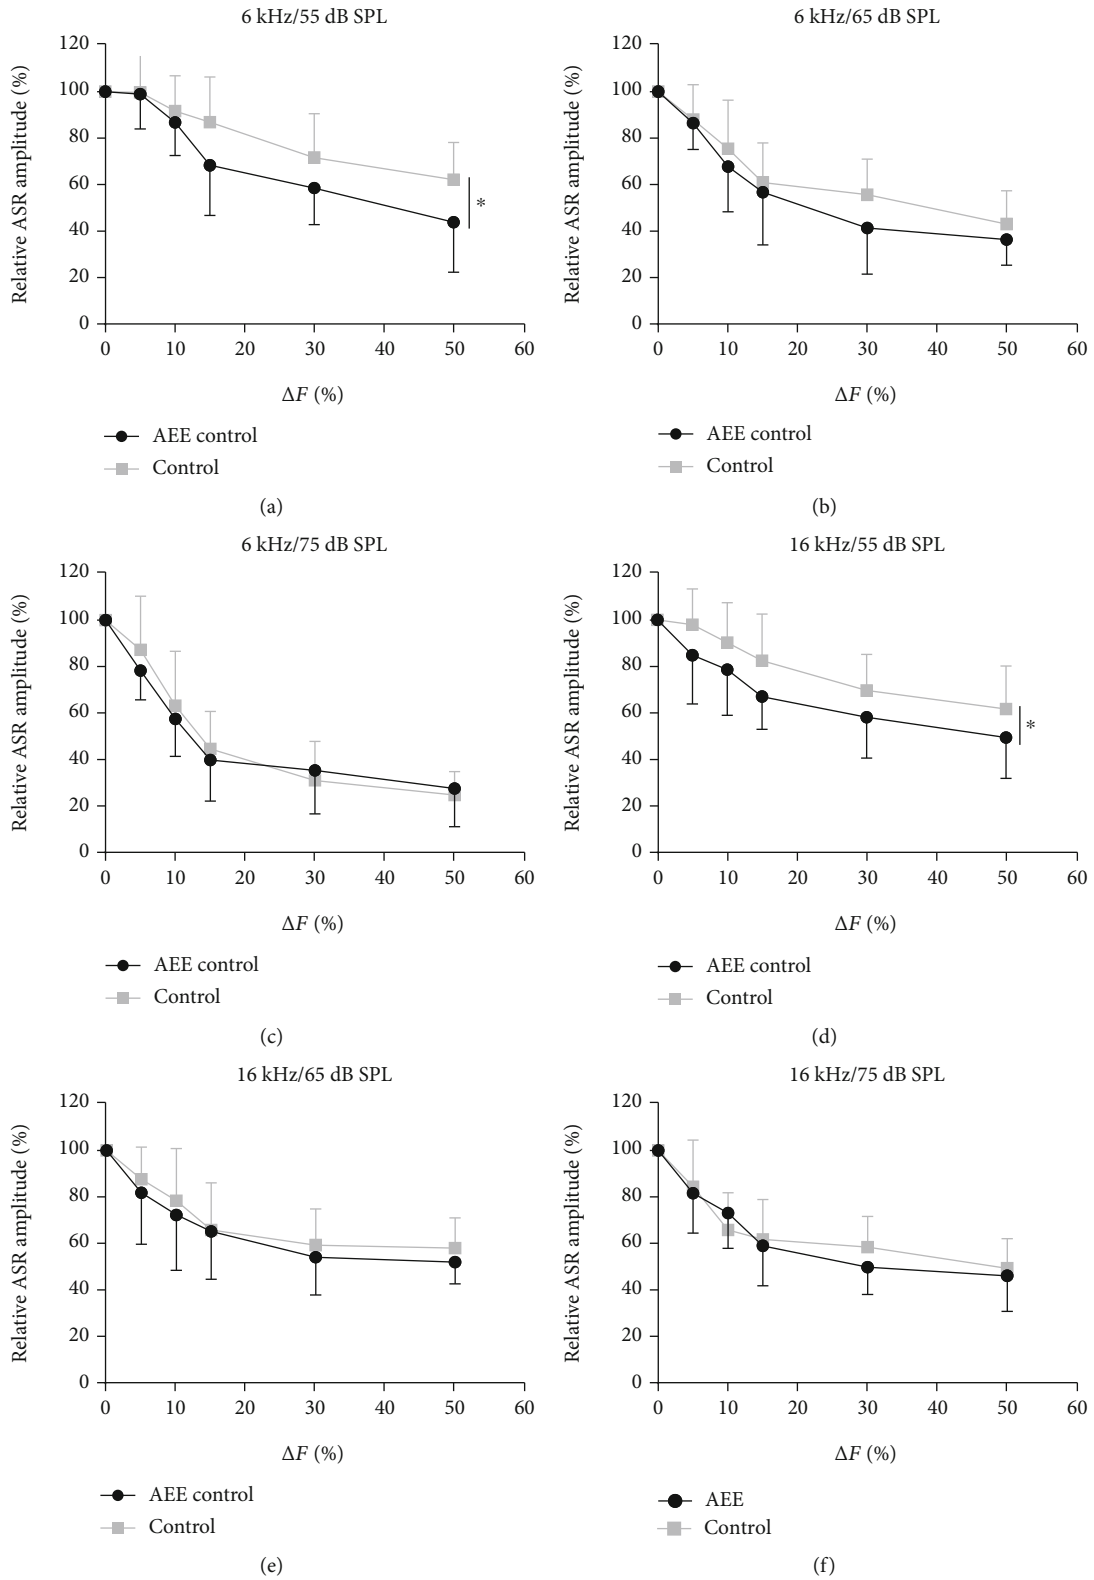 6 kHz/55 dB SPL
Relative ASR amplitude (%)
120
100
80
60
40
20
0
*
0 10 20 30 40 50 60
ΔF (%)
AEE control
Control
(a)
6 kHz/65 dB SPL
Relative ASR amplitude (%)
120
100
80
60
40
20
0
0 10 20 30 40 50 60
ΔF (%)
AEE control
Control
(b)
6 kHz/75 dB SPL
Relative ASR amplitude (%)
120
100
80
60
40
20
0
0 10 20 30 40 50 60
ΔF (%)
AEE control
Control
(c)
16 kHz/55 dB SPL
Relative ASR amplitude (%)
120
100
80
60
40
20
0
*
0 10 20 30 40 50 60
ΔF (%)
AEE control
Control
(d)
16 kHz/65 dB SPL
Relative ASR amplitude (%)
120
100
80
60
40
20
0
0 10 20 30 40 50 60
ΔF (%)
AEE control
Control
(e)
16 kHz/75 dB SPL
Relative ASR amplitude (%)
120
100
80
60
40
20
0
0 10 20 30 40 50 60
ΔF (%)
AEE
Control
(f)